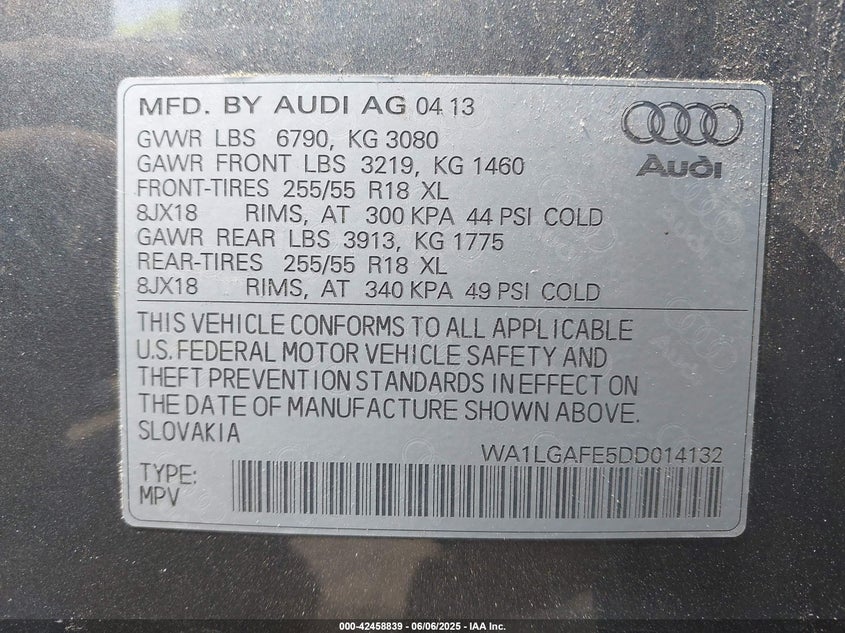 MFD. BY AUDI AG 04 13
GVWR LBS 6790, KG 3080
GAWR FRONT LBS 3219, KG 1460
FRONT-TIRES 255/55 R18 XL
8JX18 RIMS, AT 300 KPA 44 PSI COLD
GAWR REAR LBS 3913, KG 1775
REAR-TIRES 255/55 R18 XL
8JX18 RIMS, AT 340 KPA 49 PSI COLD
Audi
THIS VEHICLE CONFORMS TO ALL APPLICABLE
U.S. FEDERAL MOTOR VEHICLE SAFETY AND
THEFT PREVENTION STANDARDS IN EFFECT ON
THE DATE OF MANUFACTURE SHOWN ABOVE.
SLOVAKIA
WA1LGAFE5DD014132
TYPE:
MPV
Audi
Audi
000-42458839 - 06/06/2025 - IAA Inc.